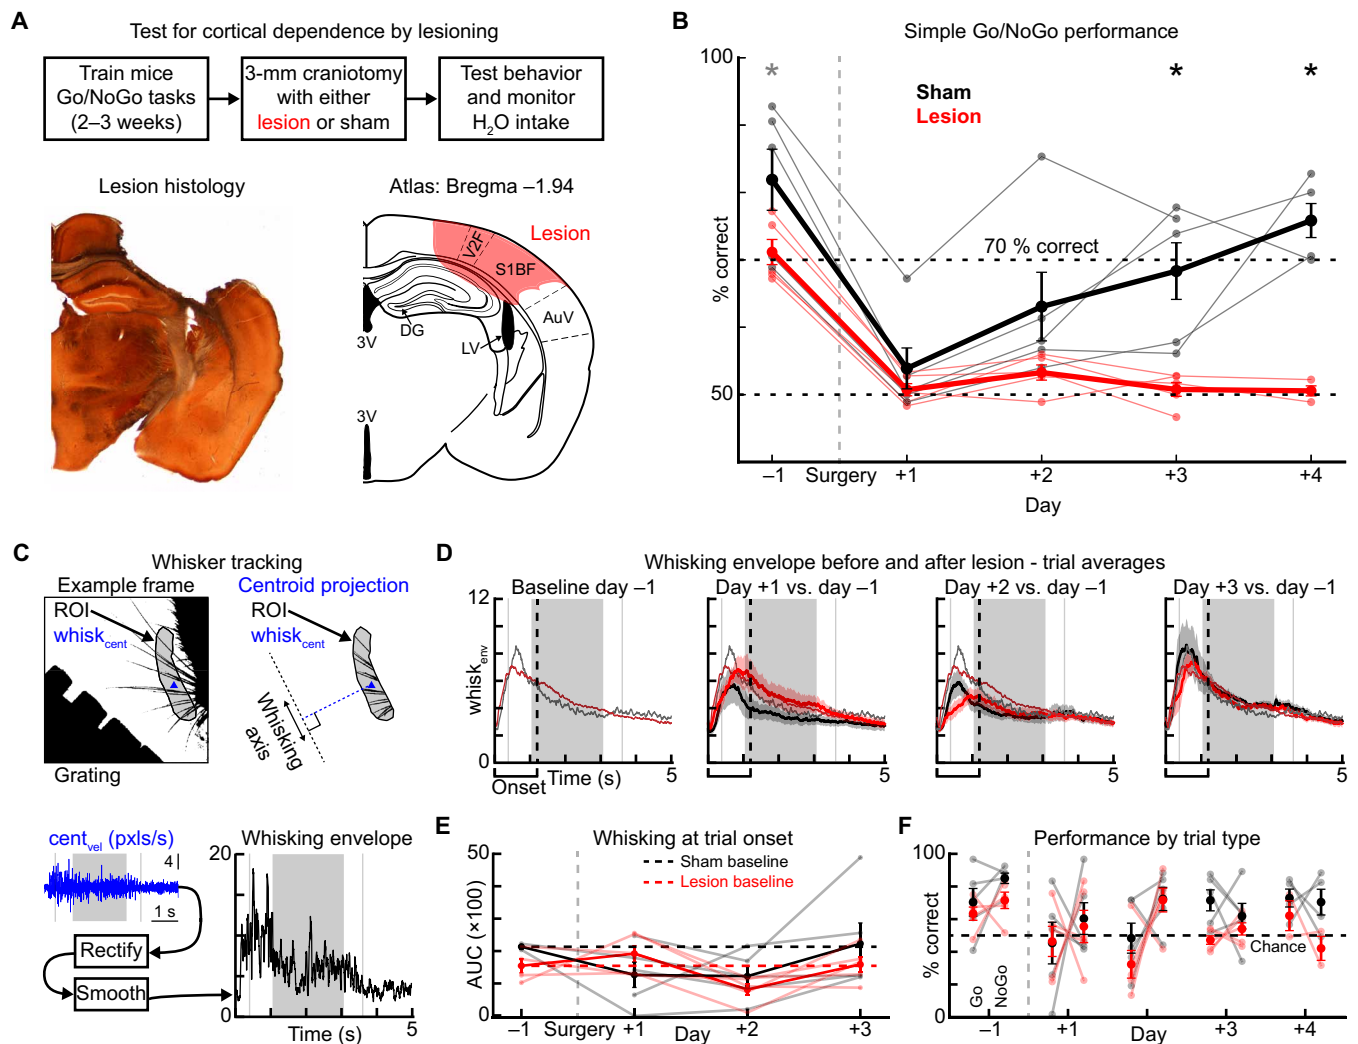 A
Test for cortical dependence by lesioning
Train mice
Go/NoGo tasks
(2–3 weeks)
3-mm craniotomy
with either
lesion or sham
Test behavior
and monitor
H2O intake
Lesion histology
Atlas: Bregma –1.94
Lesion
V2F
S1BF
AuV
DG
LV
3V
3V
B
Simple Go/NoGo performance
100
*
*
*
Sham
Lesion
70 % correct
% correct
50
–1
Surgery
+1
+2
+3
+4
Day
C
Whisker tracking
Example frame
Centroid projection
ROI
whiskcent
ROI
whiskcent
Whisking
axis
Grating
centvel (pxls/s)
4
1 s
Rectify
Smooth
Whisking envelope
20
0
0
5
Time (s)
D
Whisking envelope before and after lesion - trial averages
Baseline day –1
Day +1 vs. day –1
Day +2 vs. day –1
Day +3 vs. day –1
12
whiskenv
0
Onset
Time (s)
5
5
5
5
E
Whisking at trial onset
50
Sham baseline
Lesion baseline
AUC (×100)
0
–1
Surgery
+1
Day
+2
+3
F
Performance by trial type
100
% correct
50
Chance
Go
NoGo
0
–1
+1
Day
+3
+4